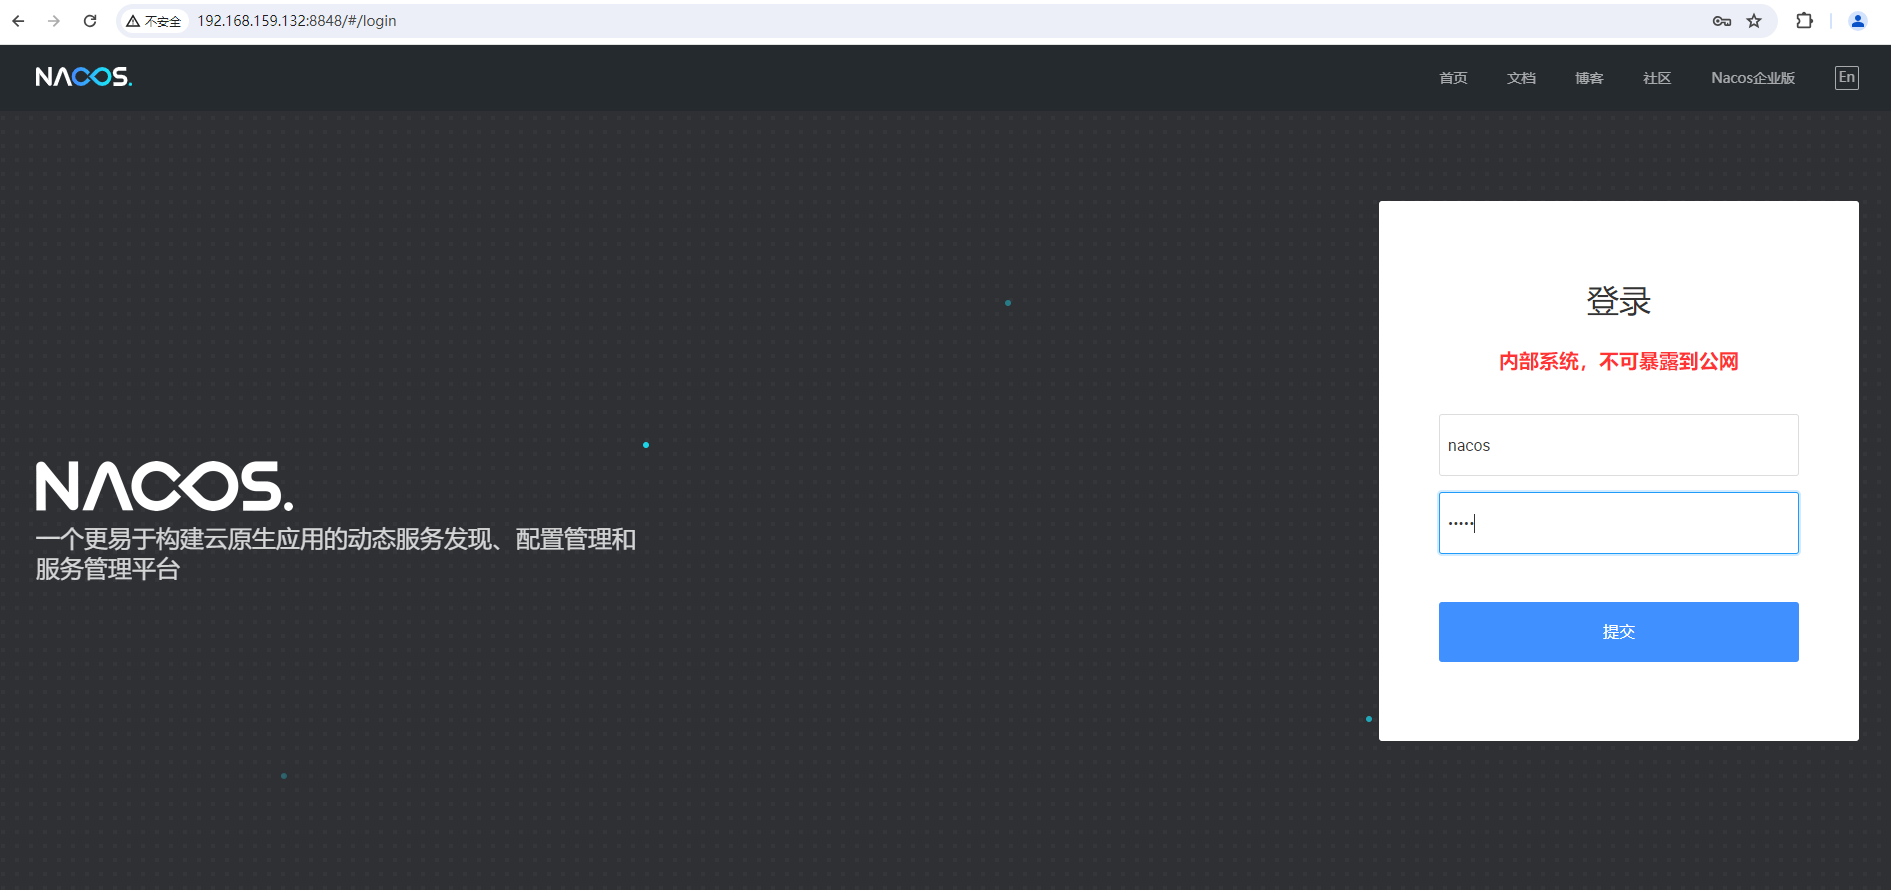 不安全 192.168.159.132:8848/#/login
NACOS.
首页 文档 博客 社区 Nacos企业版 En
登录
内部系统，不可暴露到公网
nacos
•••••
NACOS.
一个更易于构建云原生应用的动态服务发现、配置管理和
服务管理平台
提交